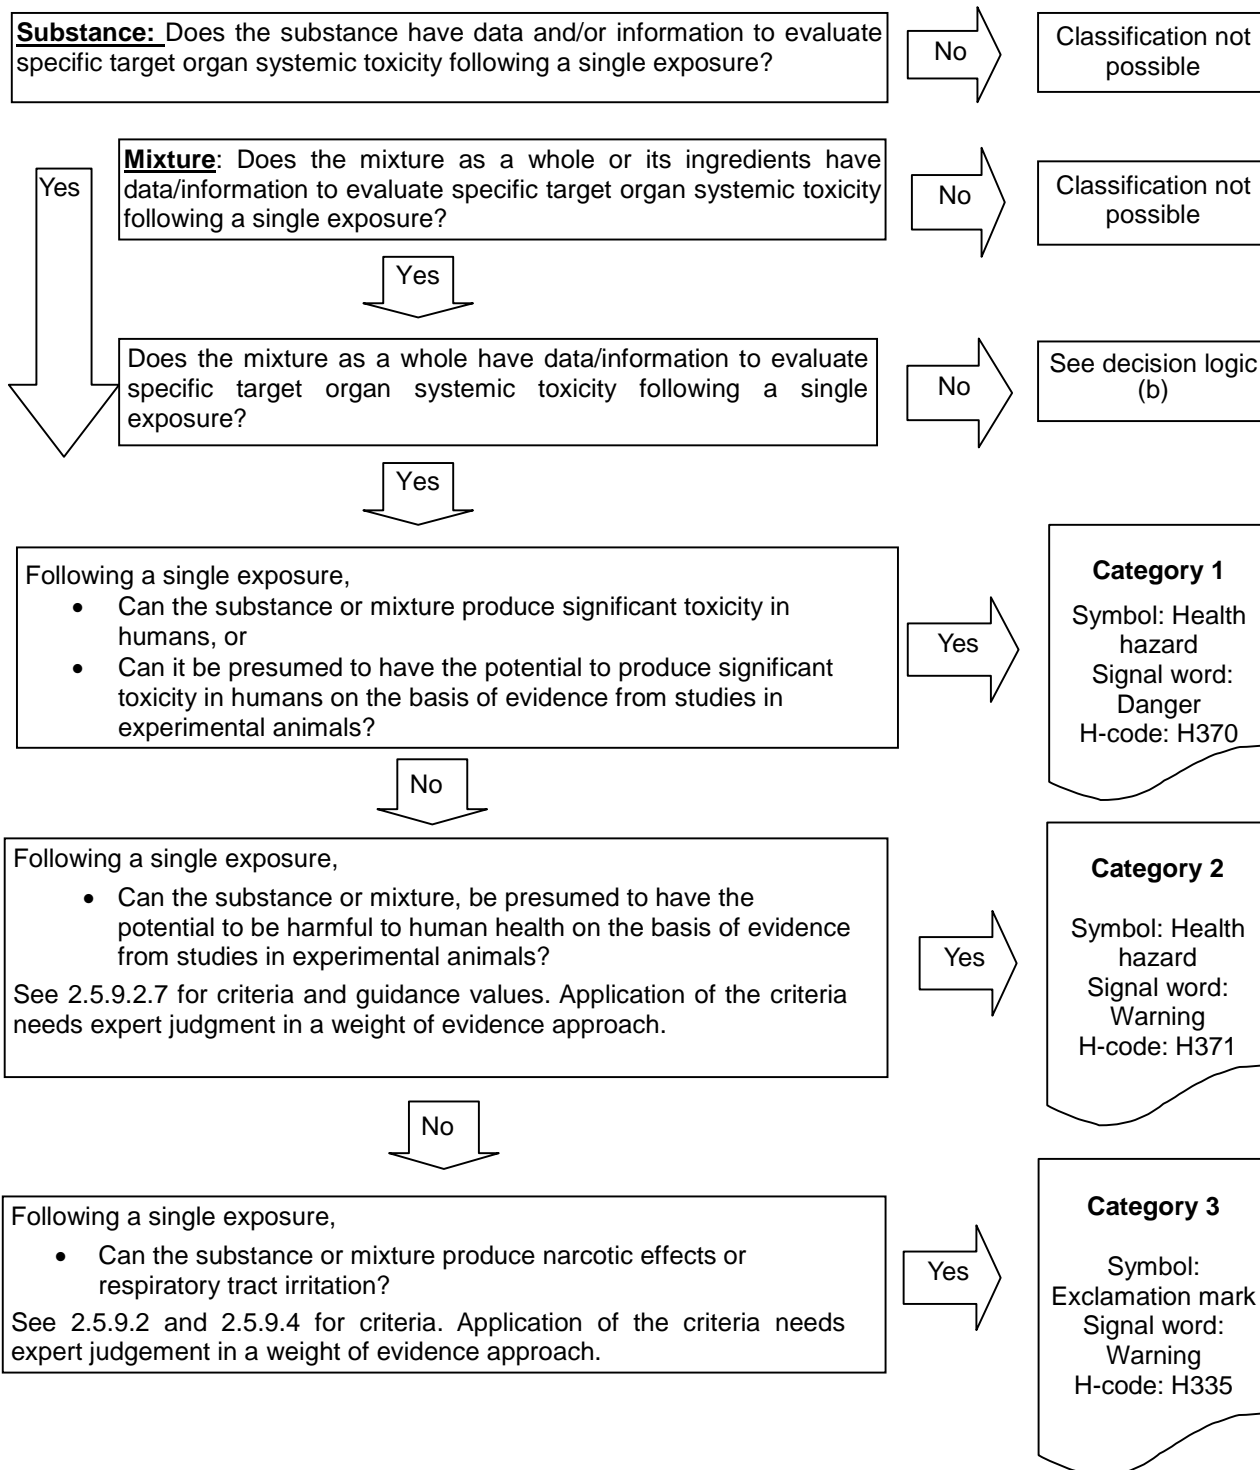 Substance: Does the substance have data and/or information to evaluate
specific target organ systemic toxicity following a single exposure?
No
Classification not
possible
Yes
Mixture: Does the mixture as a whole or its ingredients have
data/information to evaluate specific target organ systemic toxicity
following a single exposure?
No
Classification not
possible
Yes
Does the mixture as a whole have data/information to evaluate
specific target organ systemic toxicity following a single
exposure?
No
See decision logic
(b)
Yes
Following a single exposure,
• Can the substance or mixture produce significant toxicity in
humans, or
• Can it be presumed to have the potential to produce significant
toxicity in humans on the basis of evidence from studies in
experimental animals?
Yes
Category 1
Symbol: Health
hazard
Signal word:
Danger
H-code: H370
No
Following a single exposure,
• Can the substance or mixture, be presumed to have the
potential to be harmful to human health on the basis of evidence
from studies in experimental animals?
See 2.5.9.2.7 for criteria and guidance values. Application of the criteria
needs expert judgment in a weight of evidence approach.
Yes
Category 2
Symbol: Health
hazard
Signal word:
Warning
H-code: H371
No
Following a single exposure,
• Can the substance or mixture produce narcotic effects or
respiratory tract irritation?
See 2.5.9.2 and 2.5.9.4 for criteria. Application of the criteria needs
expert judgement in a weight of evidence approach.
Yes
Category 3
Symbol:
Exclamation mark
Signal word:
Warning
H-code: H335